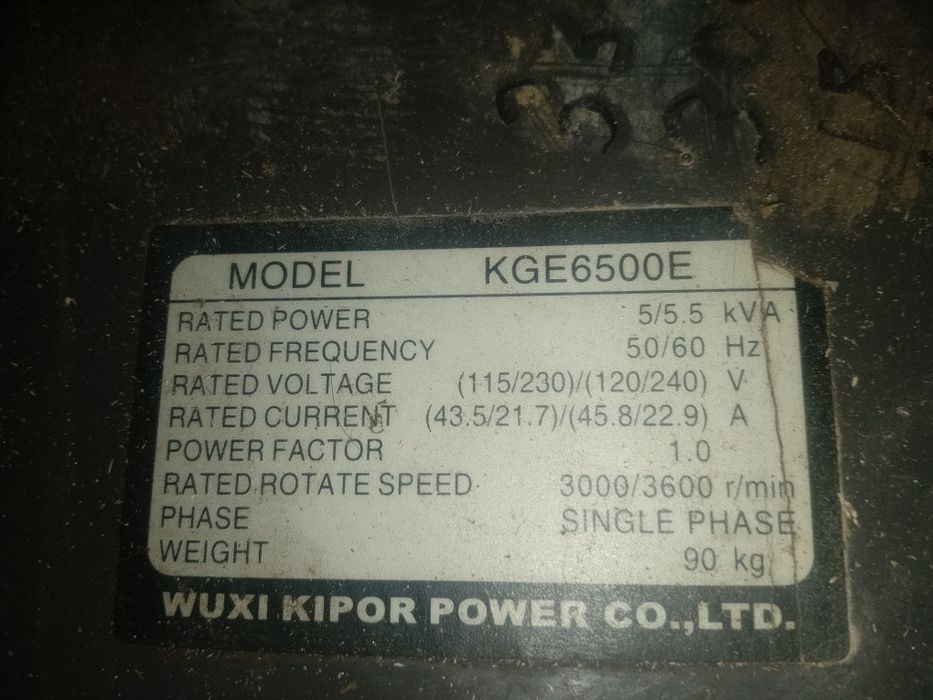 MODEL KGE6500E
RATED POWER 5/5.5 kVA
RATED FREQUENCY 50/60 Hz
RATED VOLTAGE (115/230)/(120/240) V
RATED CURRENT (43.5/21.7)/(45.8/22.9) A
POWER FACTOR 1.0
RATED ROTATE SPEED 3000/3600 r/min
PHASE SINGLE PHASE
WEIGHT 90 kg
WUXI KIPOR POWER CO.,LTD.